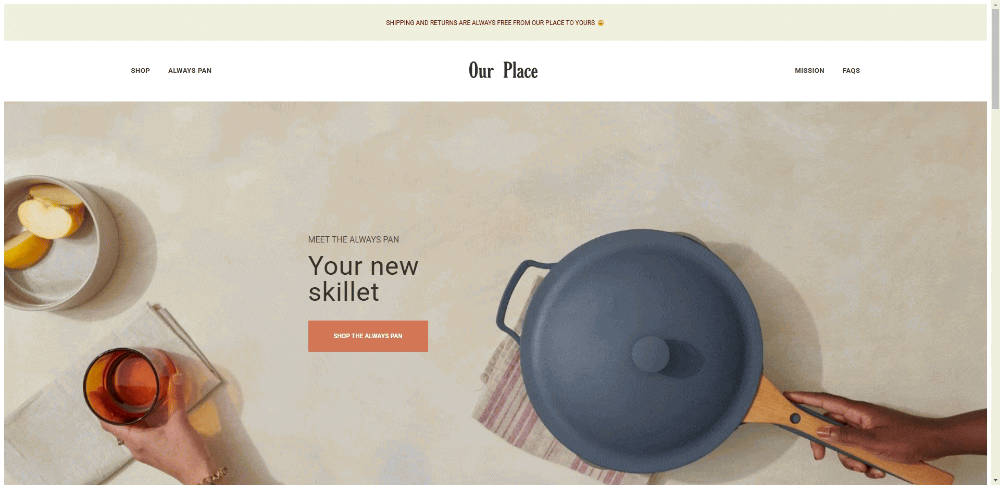 SHIPPING AND RETURNS ARE ALWAYS FREE FROM OUR PLACE TO YOURS 😀
SHOP
ALWAYS PAN
Our Place
MISSION
FAQS
MEET THE ALWAYS PAN
Your new
skillet
SHOP THE ALWAYS PAN